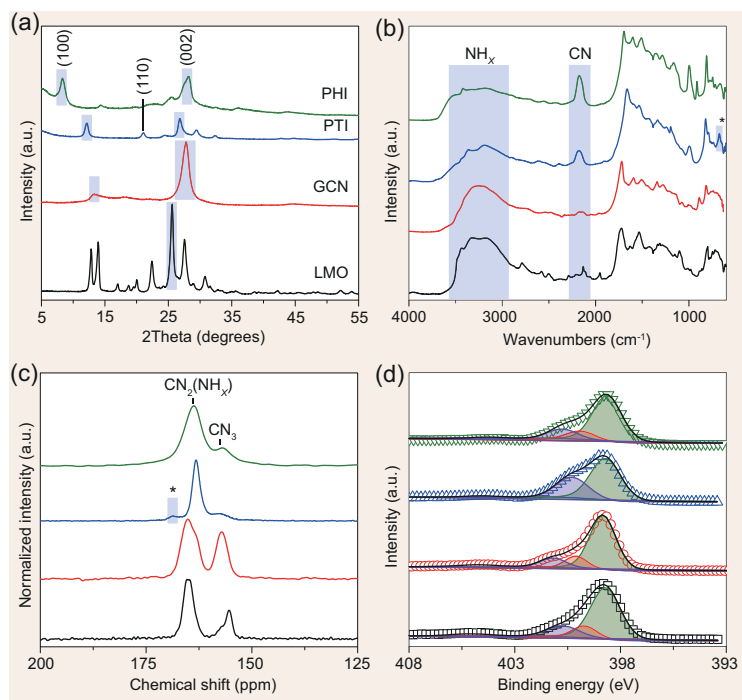 (a)
(100)
(110)
(002)
PHI
PTI
GCN
LMO
Intensity (a.u.)
5 15 25 35 45 55
2Theta (degrees)
(b)
NHₓ
CN
*
Intensity (a.u.)
4000 3000 2000 1000
Wavenumbers (cm⁻¹)
(c)
CN₂(NHₓ)
CN₃
*
Normalized intensity (a.u.)
200 175 150 125
Chemical shift (ppm)
(d)
Intensity (a.u.)
408 403 398 393
Binding energy (eV)